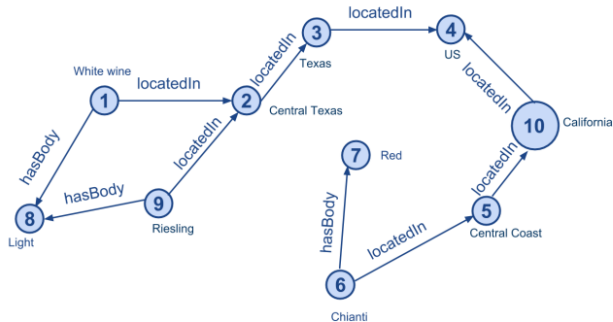 locatedIn
3
locatedIn
4
Texas
US
White wine
locatedIn
locatedIn
1
2
Central Texas
locatedIn
10
California
hasBody
locatedIn
7
Red
locatedIn
hasBody
9
8
Riesling
Light
hasBody
locatedIn
5
Central Coast
6
Chianti